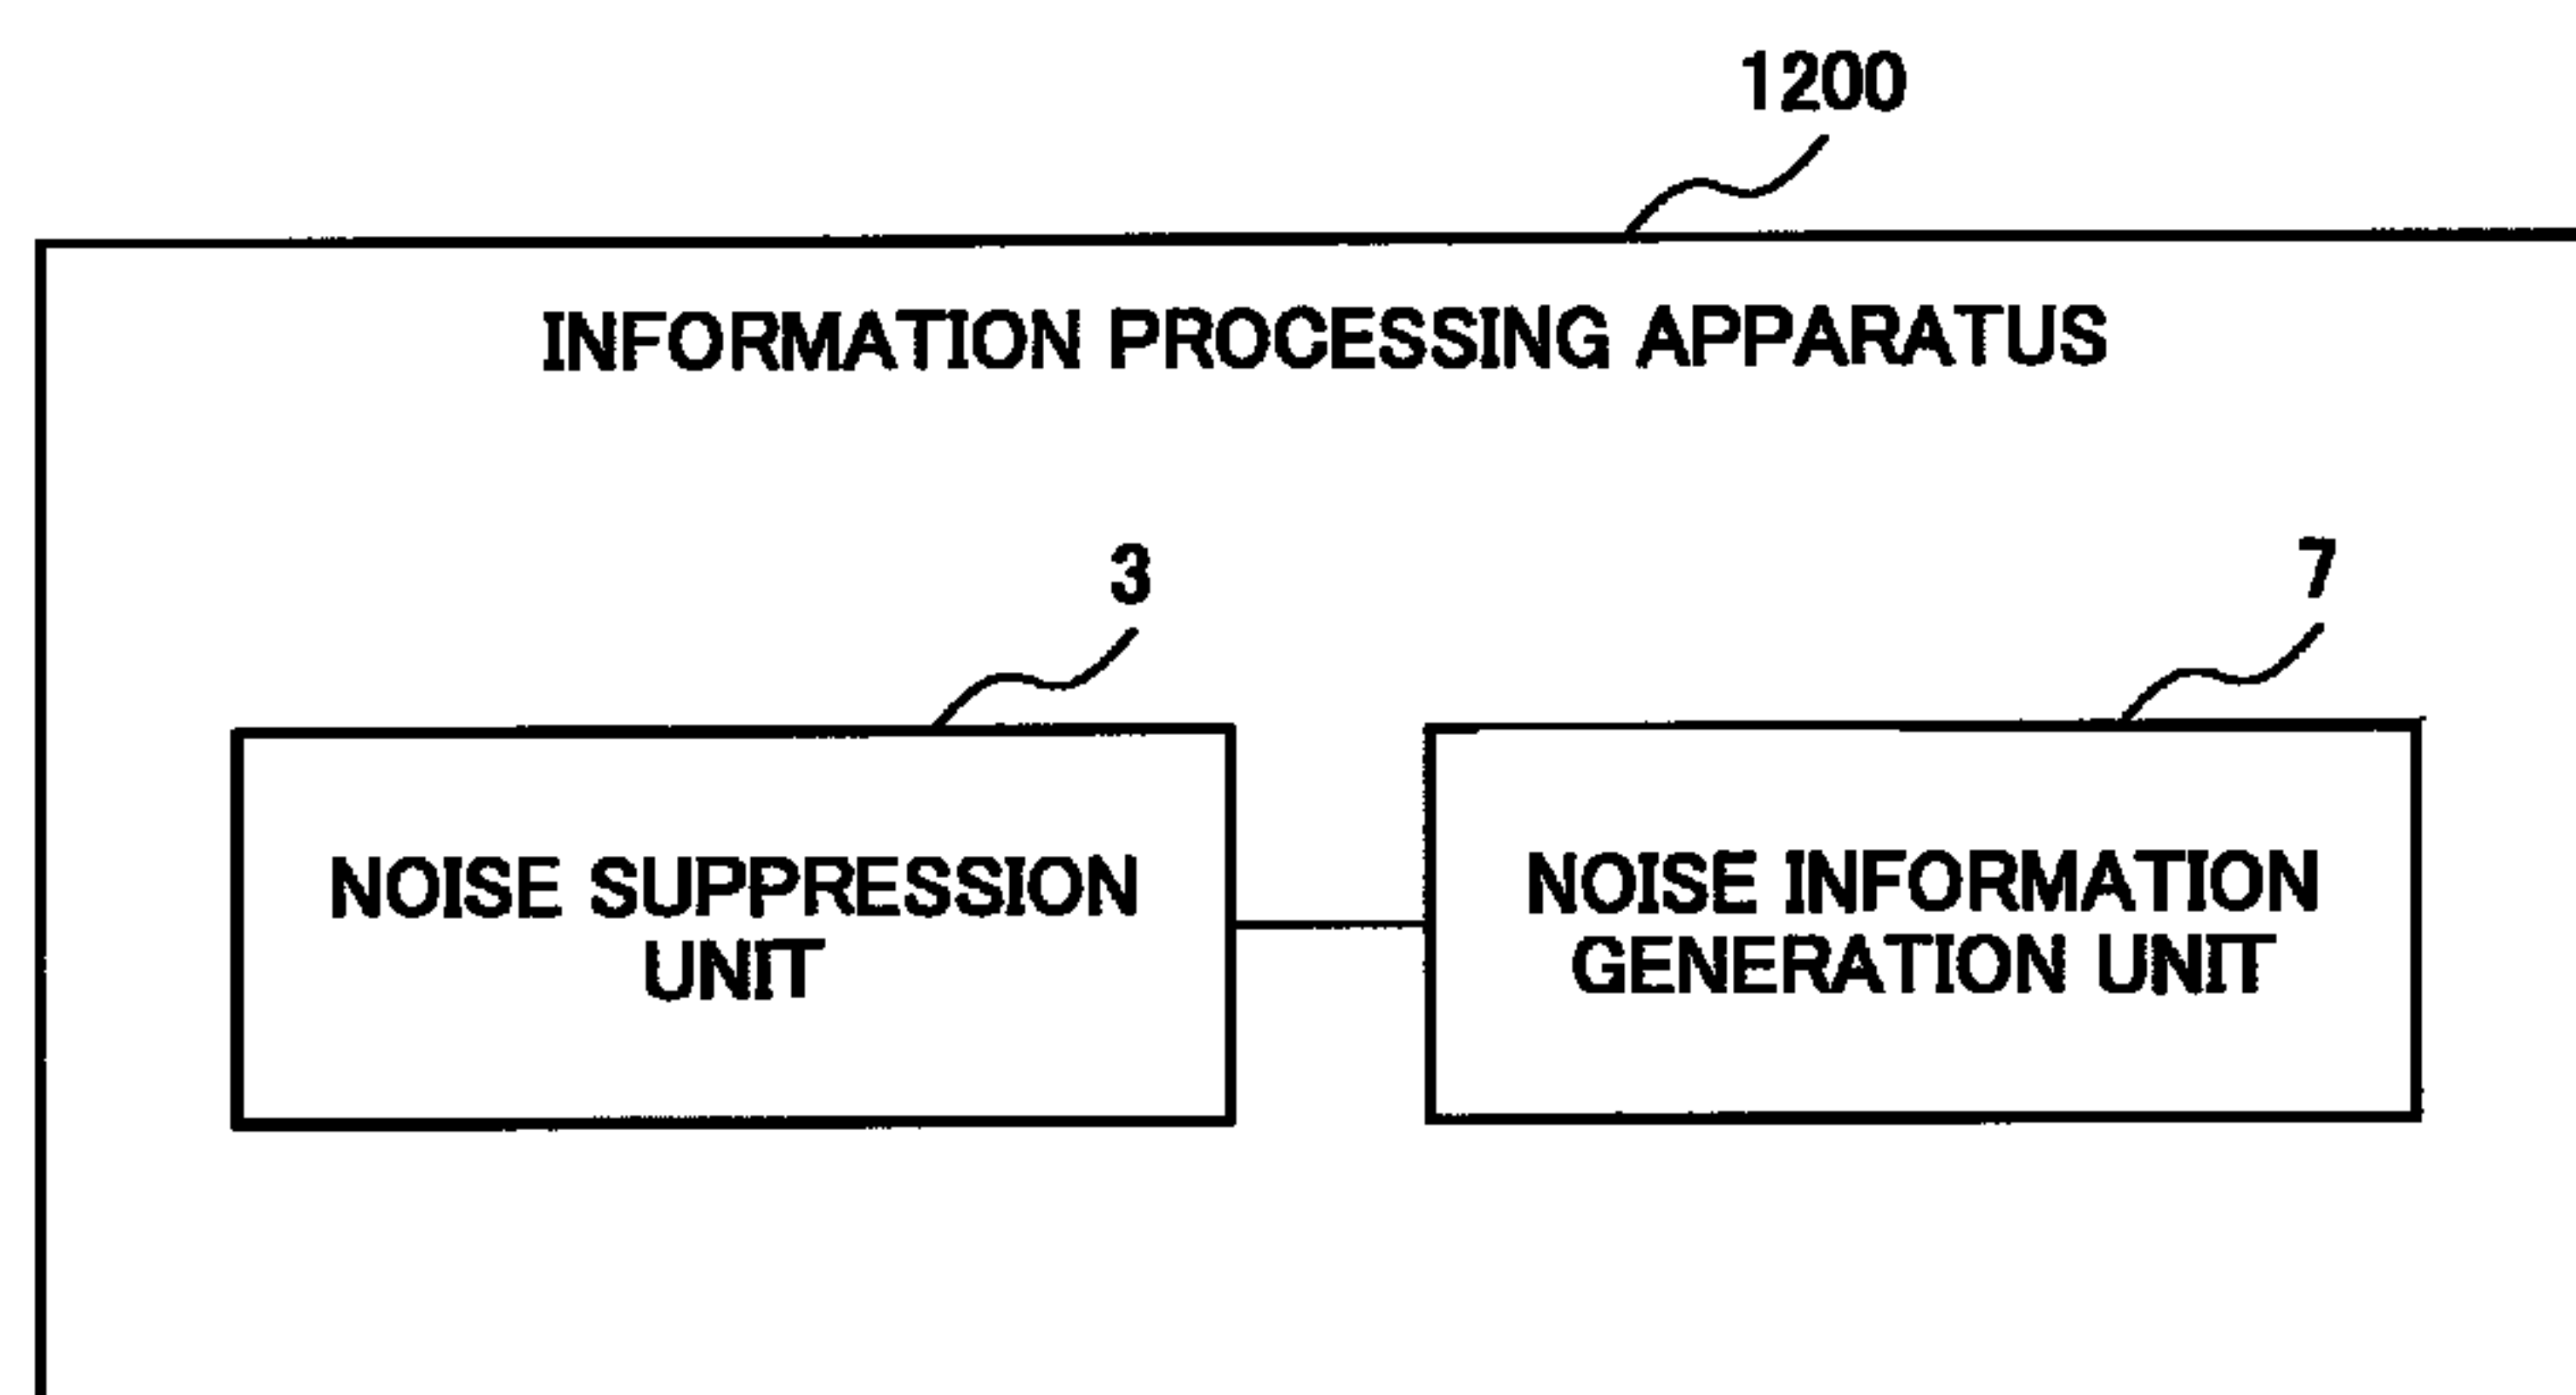 1200
INFORMATION PROCESSING APPARATUS
3
7
NOISE SUPPRESSION
UNIT
NOISE INFORMATION
GENERATION UNIT